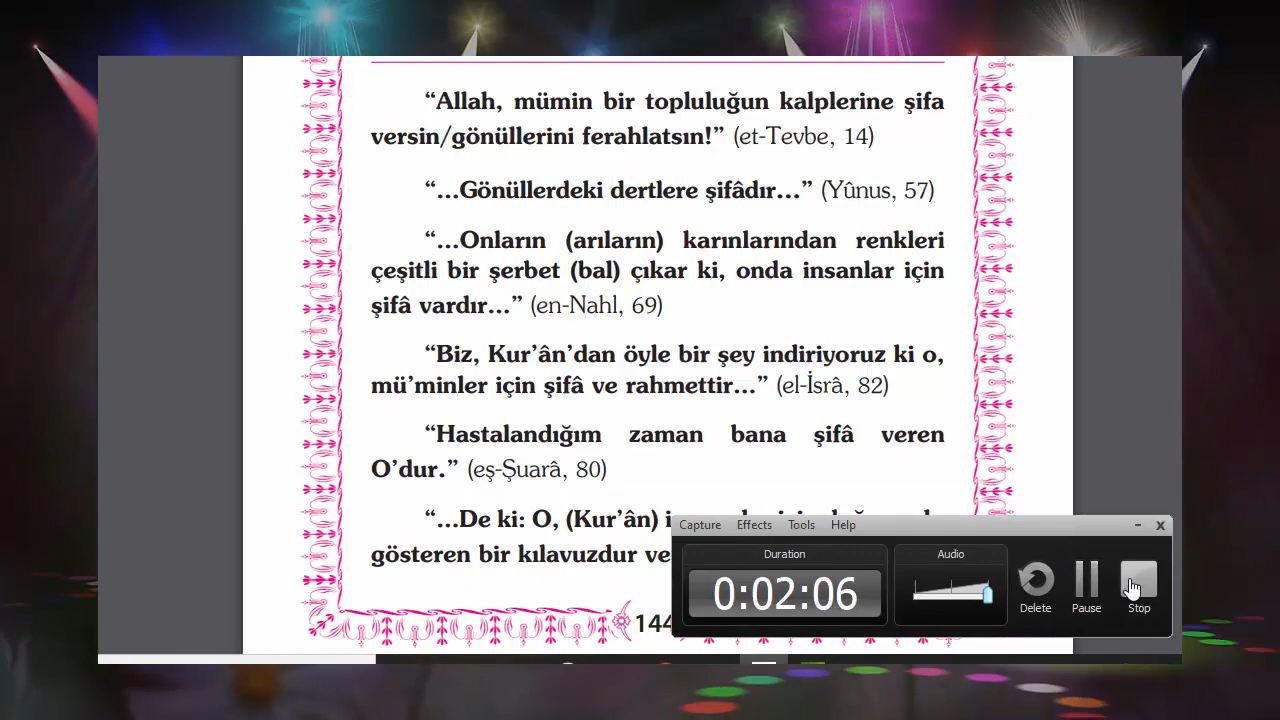 “Allah, mümin bir topluluğun kalplerine şifa
versin/gönüllerini ferahlatsın!” (et-Tevbe, 14)
“...Gönüllerdeki dertlere şifâdır...” (Yûnus, 57)
“...Onların (arıların) karınlarından renkleri
çeşitli bir şerbet (bal) çıkar ki, onda insanlar için
şifâ vardır...” (en-Nahl, 69)
“Biz, Kur’ân’dan öyle bir şey indiriyoruz ki o,
mü’minler için şifâ ve rahmettir...” (el-İsrâ, 82)
“Hastalandığım zaman bana şifâ veren
O’dur.” (eş-Şuarâ, 80)
“...De ki: O, (Kur’ân)
gösteren bir kılavuzdur ve
144
Capture Effects Tools Help
Duration Audio
0:02:06
Delete Pause Stop